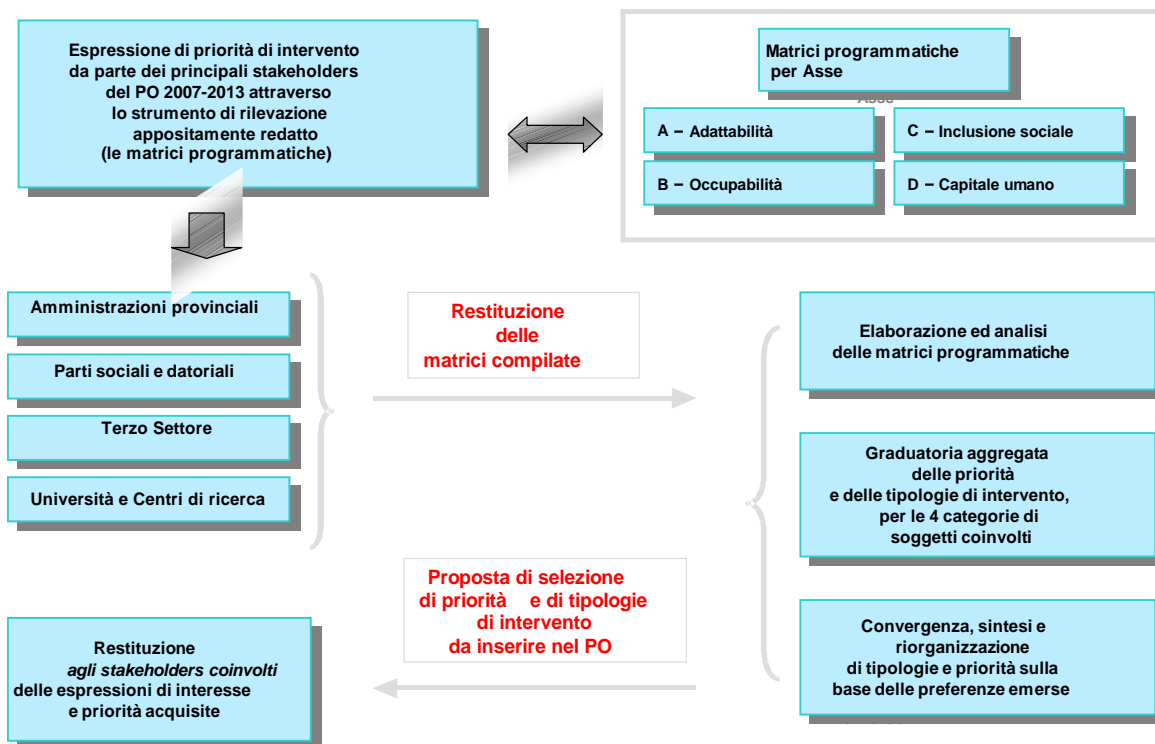 Espressione di priorità di intervento
da parte dei principali stakeholders
del PO 2007-2013 attraverso
lo strumento di rilevazione
appositamente redatto
(le matrici programmatiche)
Matrici programmatiche
per Asse
Asse
A – Adattabilità
C – Inclusione sociale
B – Occupabilità
D – Capitale umano
Amministrazioni provinciali
Parti sociali e datoriali
Terzo Settore
Università e Centri di ricerca
Restituzione
delle
matrici compilate
Elaborazione ed analisi
delle matrici programmatiche
Graduatoria aggregata
delle priorità
e delle tipologie di intervento,
per le 4 categorie di
soggetti coinvolti
Convergenza, sintesi e
riorganizzazione
di tipologie e priorità sulla
base delle preferenze emerse
Proposta di selezione
di priorità e di tipologie
di intervento
da inserire nel PO
Restituzione
agli stakeholders coinvolti
delle espressioni di interesse
e priorità acquisite